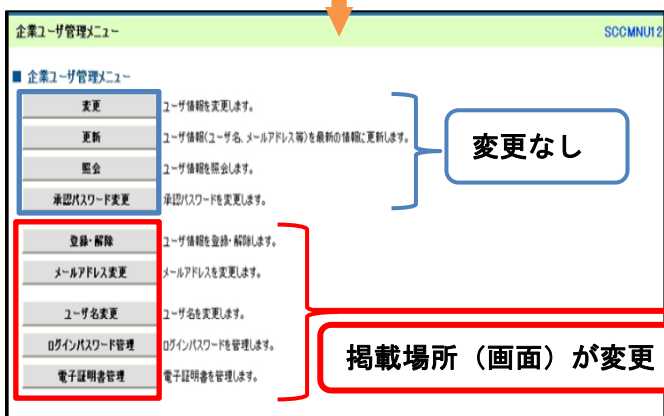 企業ユーザ管理メニュー SCCMNU12
■ 企業ユーザ管理メニュー
変更 ユーザ情報を変更します。
更新 ユーザ情報(ユーザ名、メールアドレス等)を最新の情報に更新します。
照会 ユーザ情報を照会します。
承認パスワード変更 承認パスワードを変更します。
変更なし
登録・解除 ユーザ情報を登録・解除します。
メールアドレス変更 メールアドレスを変更します。
ユーザ名変更 ユーザ名を変更します。
ログインパスワード管理 ログインパスワードを管理します。
電子証明書管理 電子証明書を管理します。
掲載場所（画面）が変更